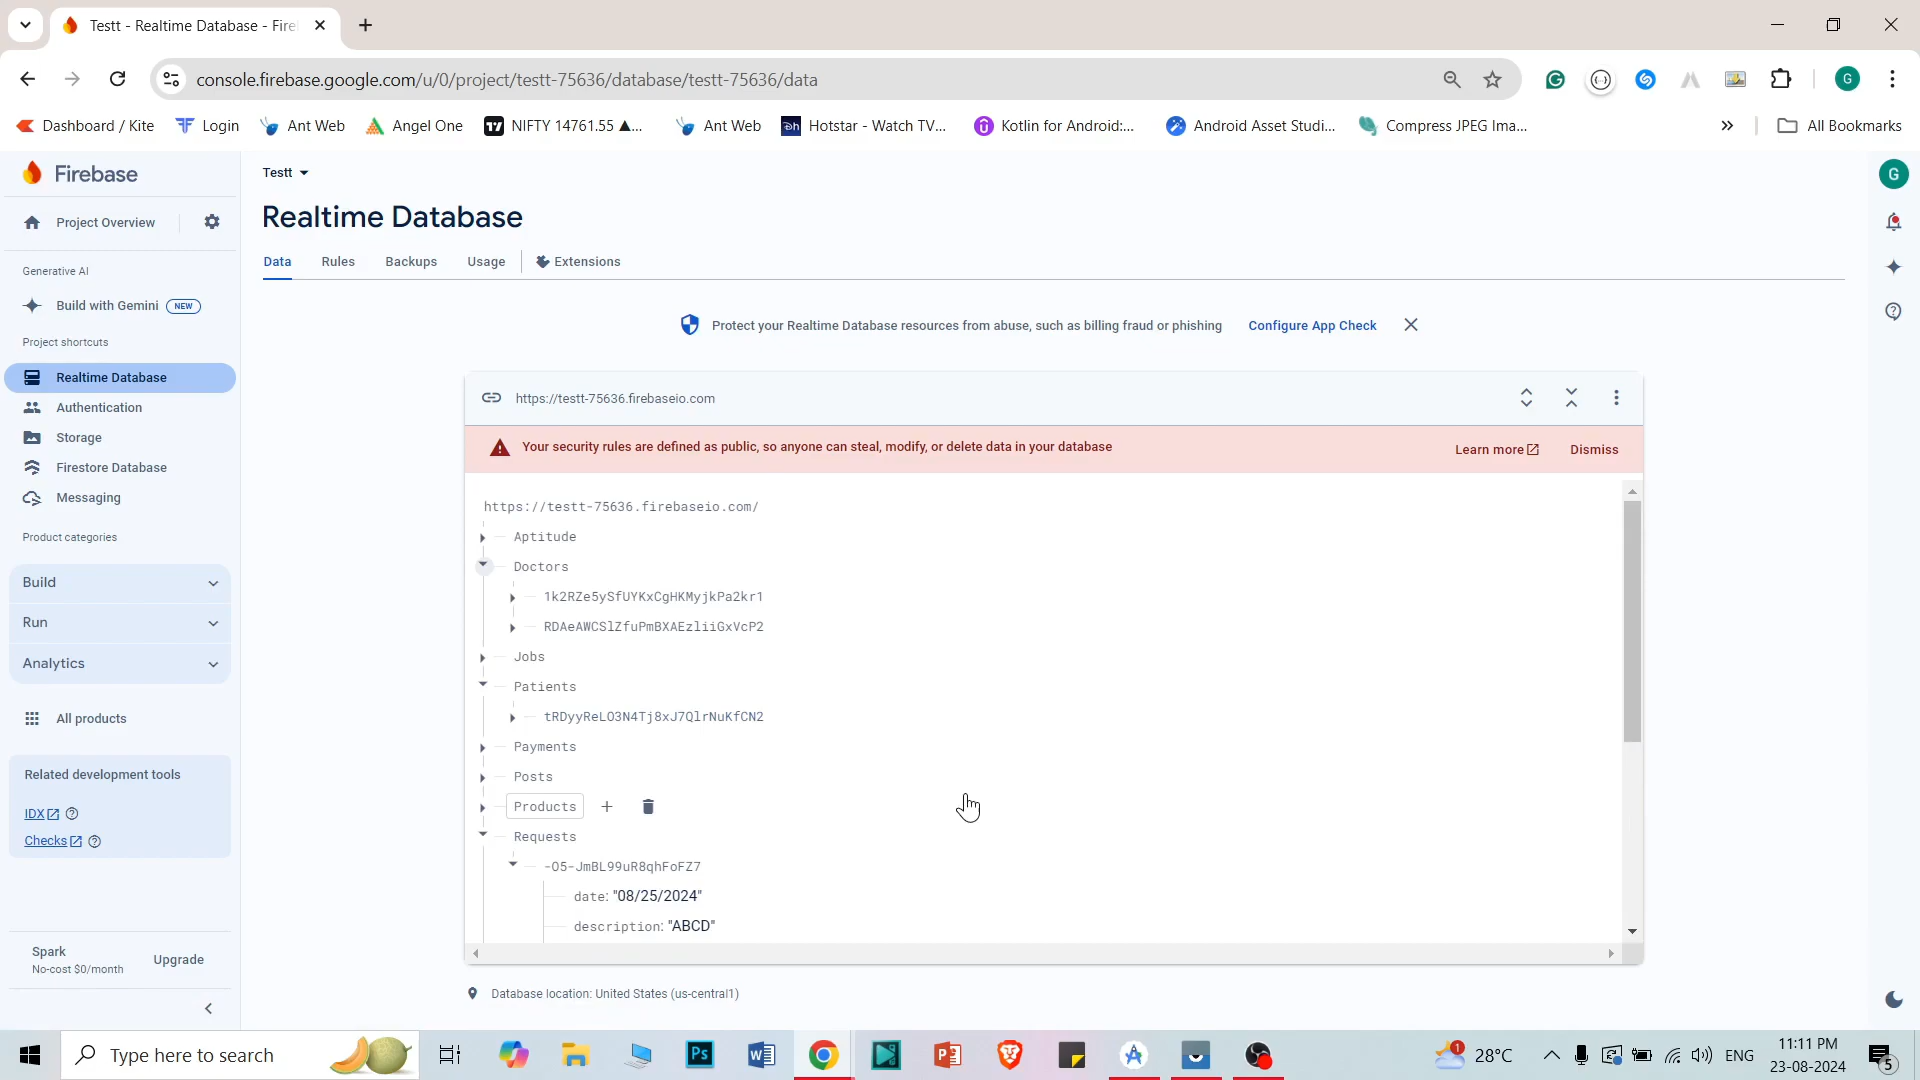 Testt - Realtime Database - Fire
console.firebase.google.com/u/0/project/testt-75636/database/testt-75636/data
G
Dashboard / Kite
Login
Ant Web
Angel One
NIFTY 14761.55 ▲...
Ant Web
Hotstar - Watch TV...
Kotlin for Android:...
Android Asset Studi...
Compress JPEG Ima...
All Bookmarks
Firebase
Testt
G
Project Overview
Realtime Database
Data
Rules
Backups
Usage
Extensions
Generative AI
Build with Gemini NEW
Protect your Realtime Database resources from abuse, such as billing fraud or phishing
Configure App Check
Project shortcuts
Realtime Database
Authentication
Storage
Firestore Database
Messaging
Product categories
Build
Run
Analytics
All products
Related development tools
IDX
Checks
Spark
No-cost $0/month
Upgrade
https://testt-75636.firebaseio.com
Your security rules are defined as public, so anyone can steal, modify, or delete data in your database
Learn more
Dismiss
https://testt-75636.firebaseio.com/
Aptitude
Doctors
1k2RZe5ySfUYKxCgHKMyjkPa2kr1
RDAeAWCSlZfuPmBXAEzliiGxVcP2
Jobs
Patients
tRDyyReLO3N4Tj8xJ7QlrNuKfCN2
Payments
Posts
Products
Requests
-O5-JmBL99uR8qhFoFZ7
date: "08/25/2024"
description: "ABCD"
Database location: United States (us-central1)
Type here to search
Ps
1
28°C
ENG
11:11 PM
23-08-2024
5